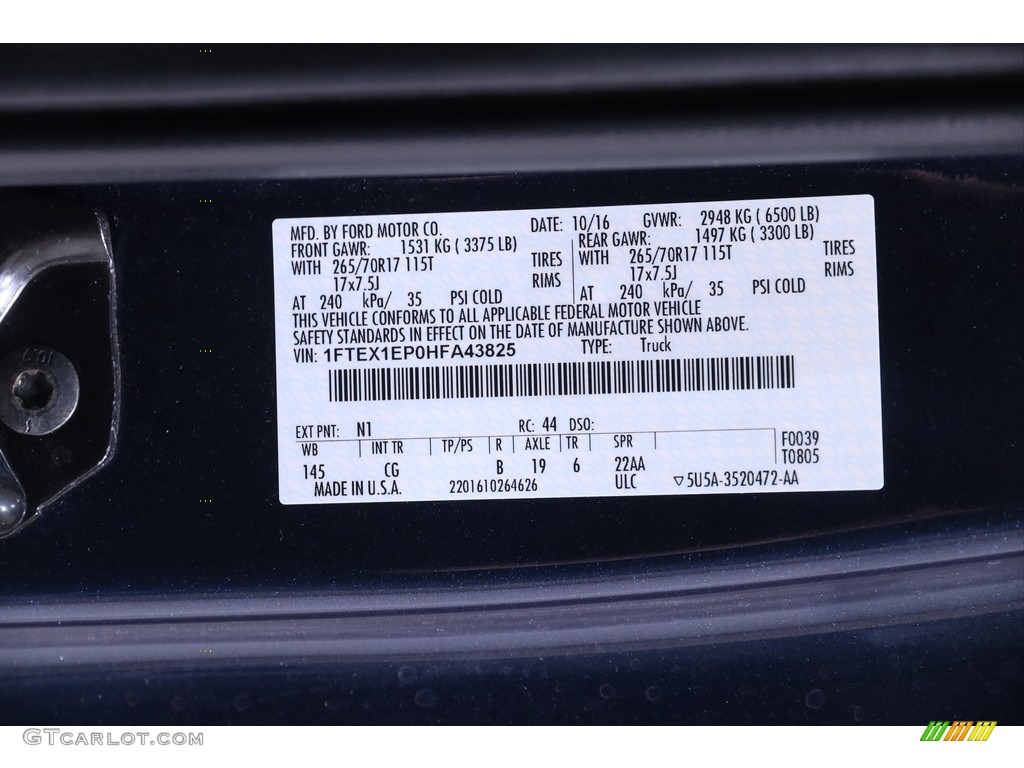 MFD. BY FORD MOTOR CO. DATE: 10/16 GVWR: 2948 KG ( 6500 LB)
FRONT GAWR: 1531 KG ( 3375 LB) REAR GAWR: 1497 KG ( 3300 LB)
WITH 265/70R17 115T TIRES WITH 265/70R17 115T TIRES
17x7.5J RIMS 17x7.5J RIMS
AT 240 kPa/ 35 PSI COLD AT 240 kPa/ 35 PSI COLD
THIS VEHICLE CONFORMS TO ALL APPLICABLE FEDERAL MOTOR VEHICLE
SAFETY STANDARDS IN EFFECT ON THE DATE OF MANUFACTURE SHOWN ABOVE.
VIN: 1FTEX1EP0HFA43825 TYPE: Truck
EXT PNT: N1 RC: 44 DSO:
WB INT TR TP/PS R AXLE TR SPR F0039
145 CG B 19 6 22AA T0805
MADE IN U.S.A. 2201610264626 ULC ▽5U5A-3520472-AA
GTCarlot.com